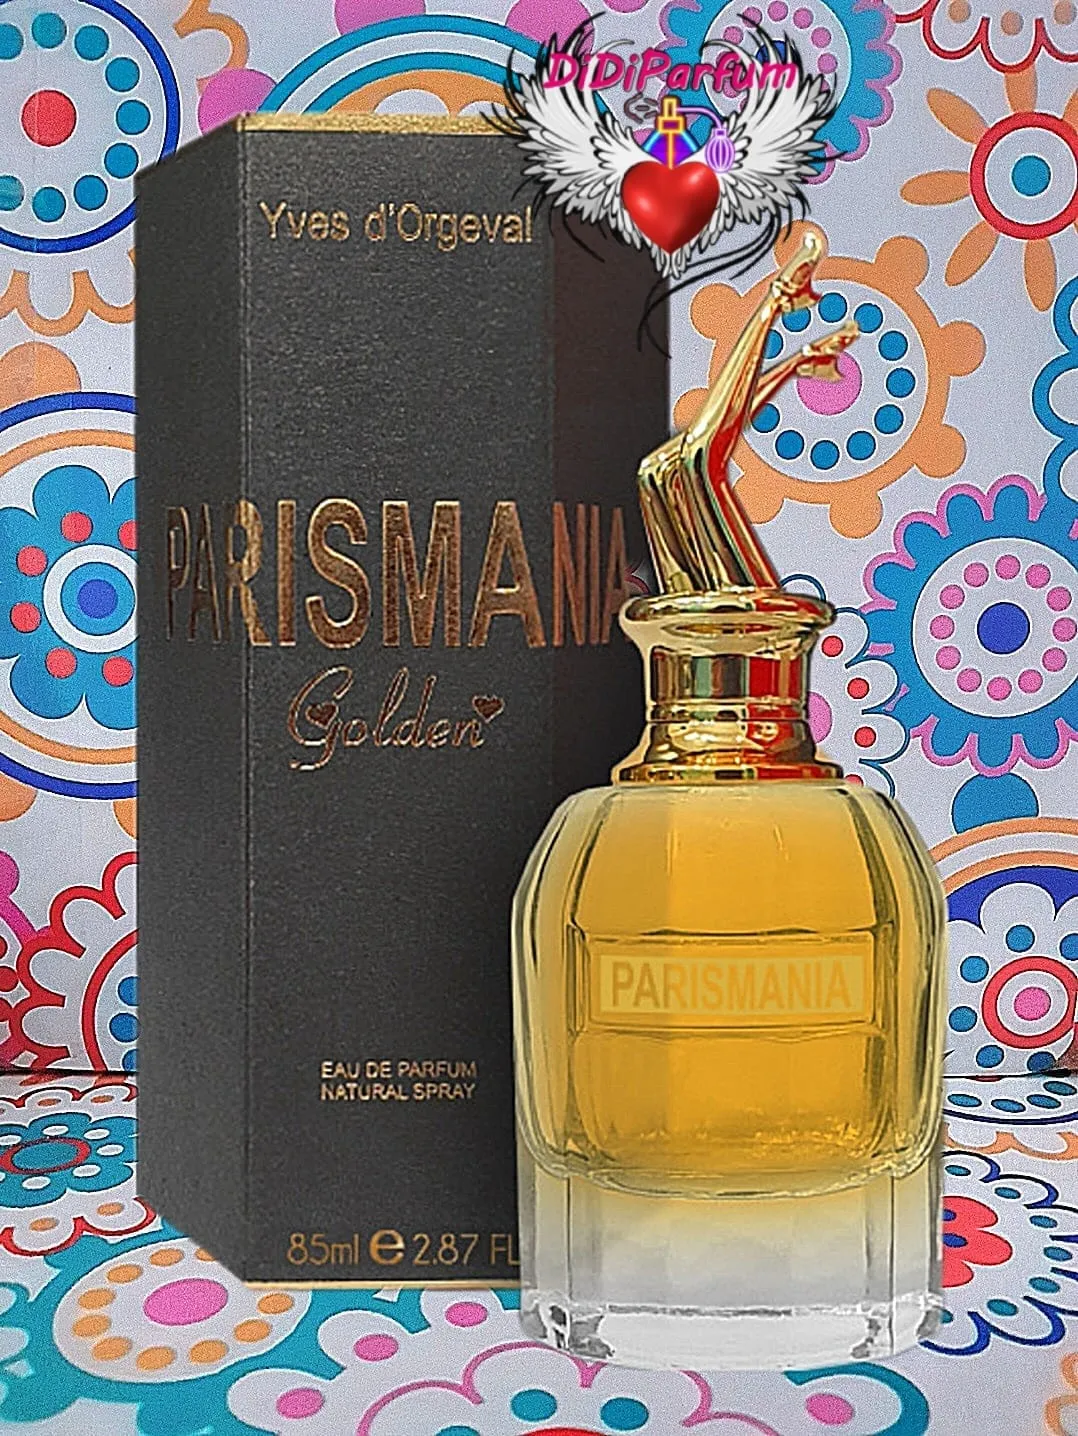 DiDiParfum
Yves d'Orgeval
PARISMANIA
Golden
PARISMANIA
EAU DE PARFUM
NATURAL SPRAY
85ml e 2.87 FL